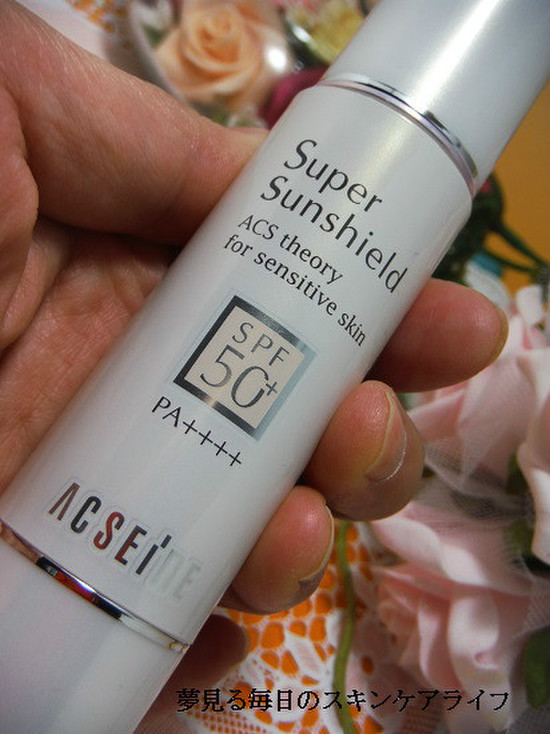 Super
Sunshield
ACS theory
for sensitive skin
SPF
50+
PA++++
ACSEINE
夢見る毎日のスキンケアライフ